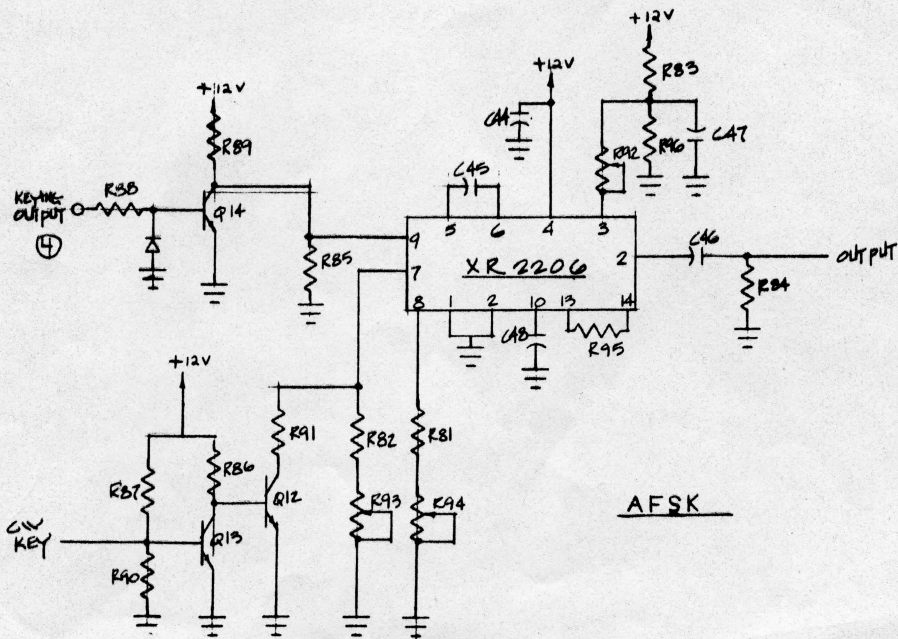 +12V
+12V
+12V
R83
R89
C44
C47
R92
R96
C45
KEYING
OUTPUT
R88
4
Q14
5
6
4
3
9
7
XR 2206
2
C46
OUTPUT
R85
R84
8
1
2
10
13
14
C48
R95
+12V
R91
R82
R81
R87
R86
Q12
R93
R94
CW
KEY
Q13
R90
AFSK